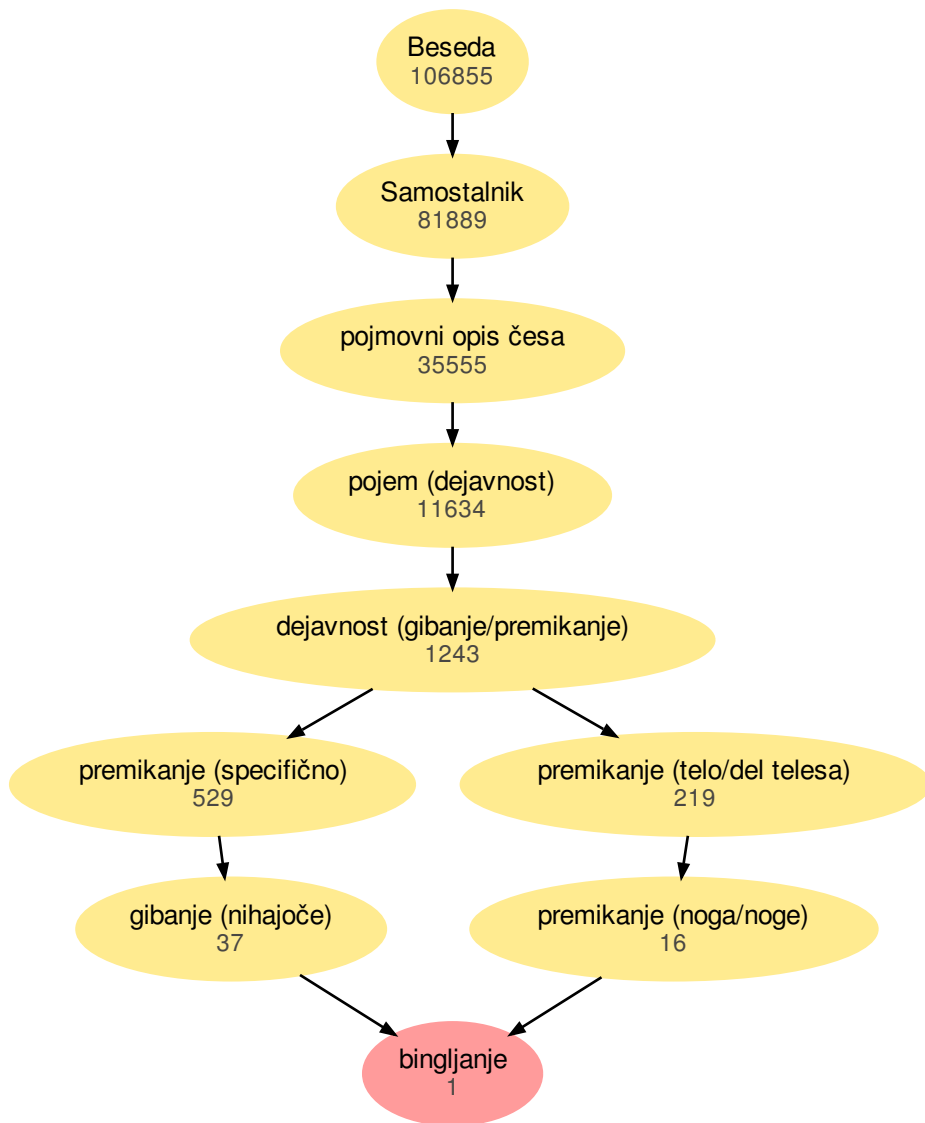 Beseda
106855
Samostalnik
81889
pojmovni opis česa
35555
pojem (dejavnost)
11634
dejavnost (gibanje/premikanje)
1243
premikanje (specifično)
529
premikanje (telo/del telesa)
219
gibanje (nihajoče)
37
premikanje (noga/noge)
16
bingljanje
1